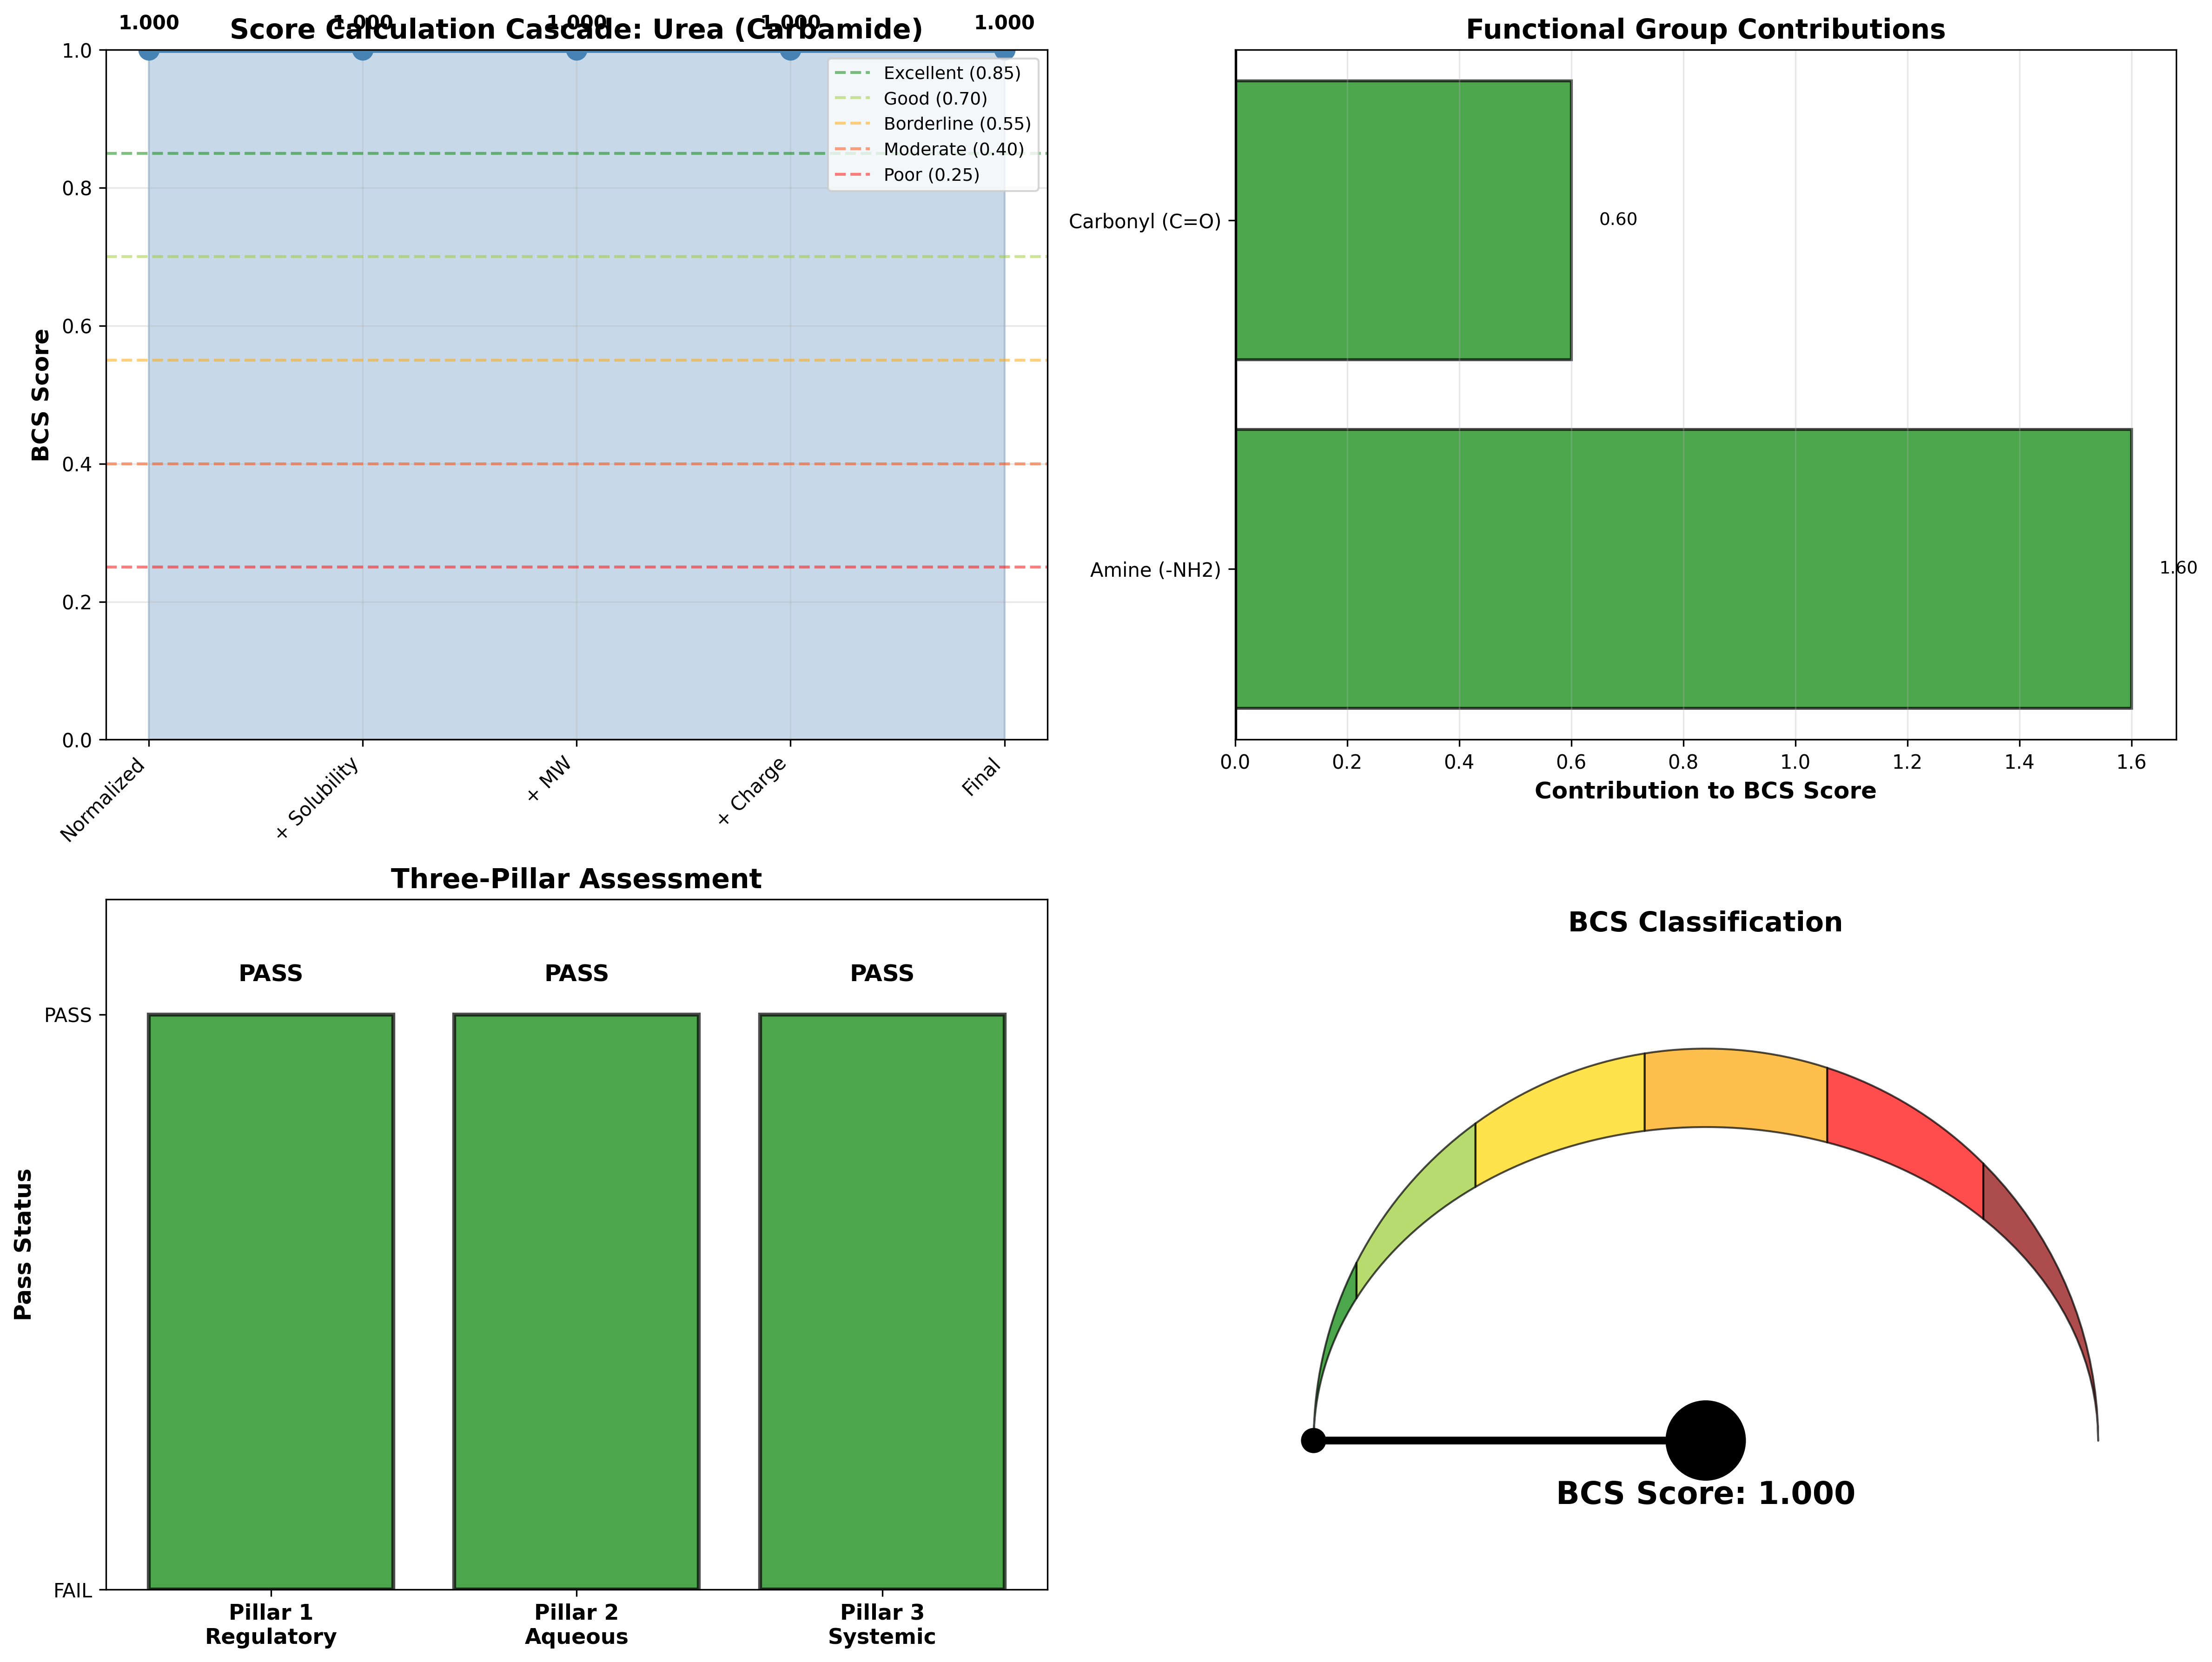 1.000 1.000 1.000 1.000 1.000
Score Calculation Cascade: Urea (Carbamide)
1.0
0.8
0.6
0.4
0.2
0.0
BCS Score
Excellent (0.85)
Good (0.70)
Borderline (0.55)
Moderate (0.40)
Poor (0.25)
Normalized
+ Solubility
+ MW
+ Charge
Final
Functional Group Contributions
Carbonyl (C=O)
0.60
Amine (-NH2)
1.60
0.0 0.2 0.4 0.6 0.8 1.0 1.2 1.4 1.6
Contribution to BCS Score
Three-Pillar Assessment
PASS PASS PASS
PASS
FAIL
Pass Status
Pillar 1
Regulatory
Pillar 2
Aqueous
Pillar 3
Systemic
BCS Classification
BCS Score: 1.000